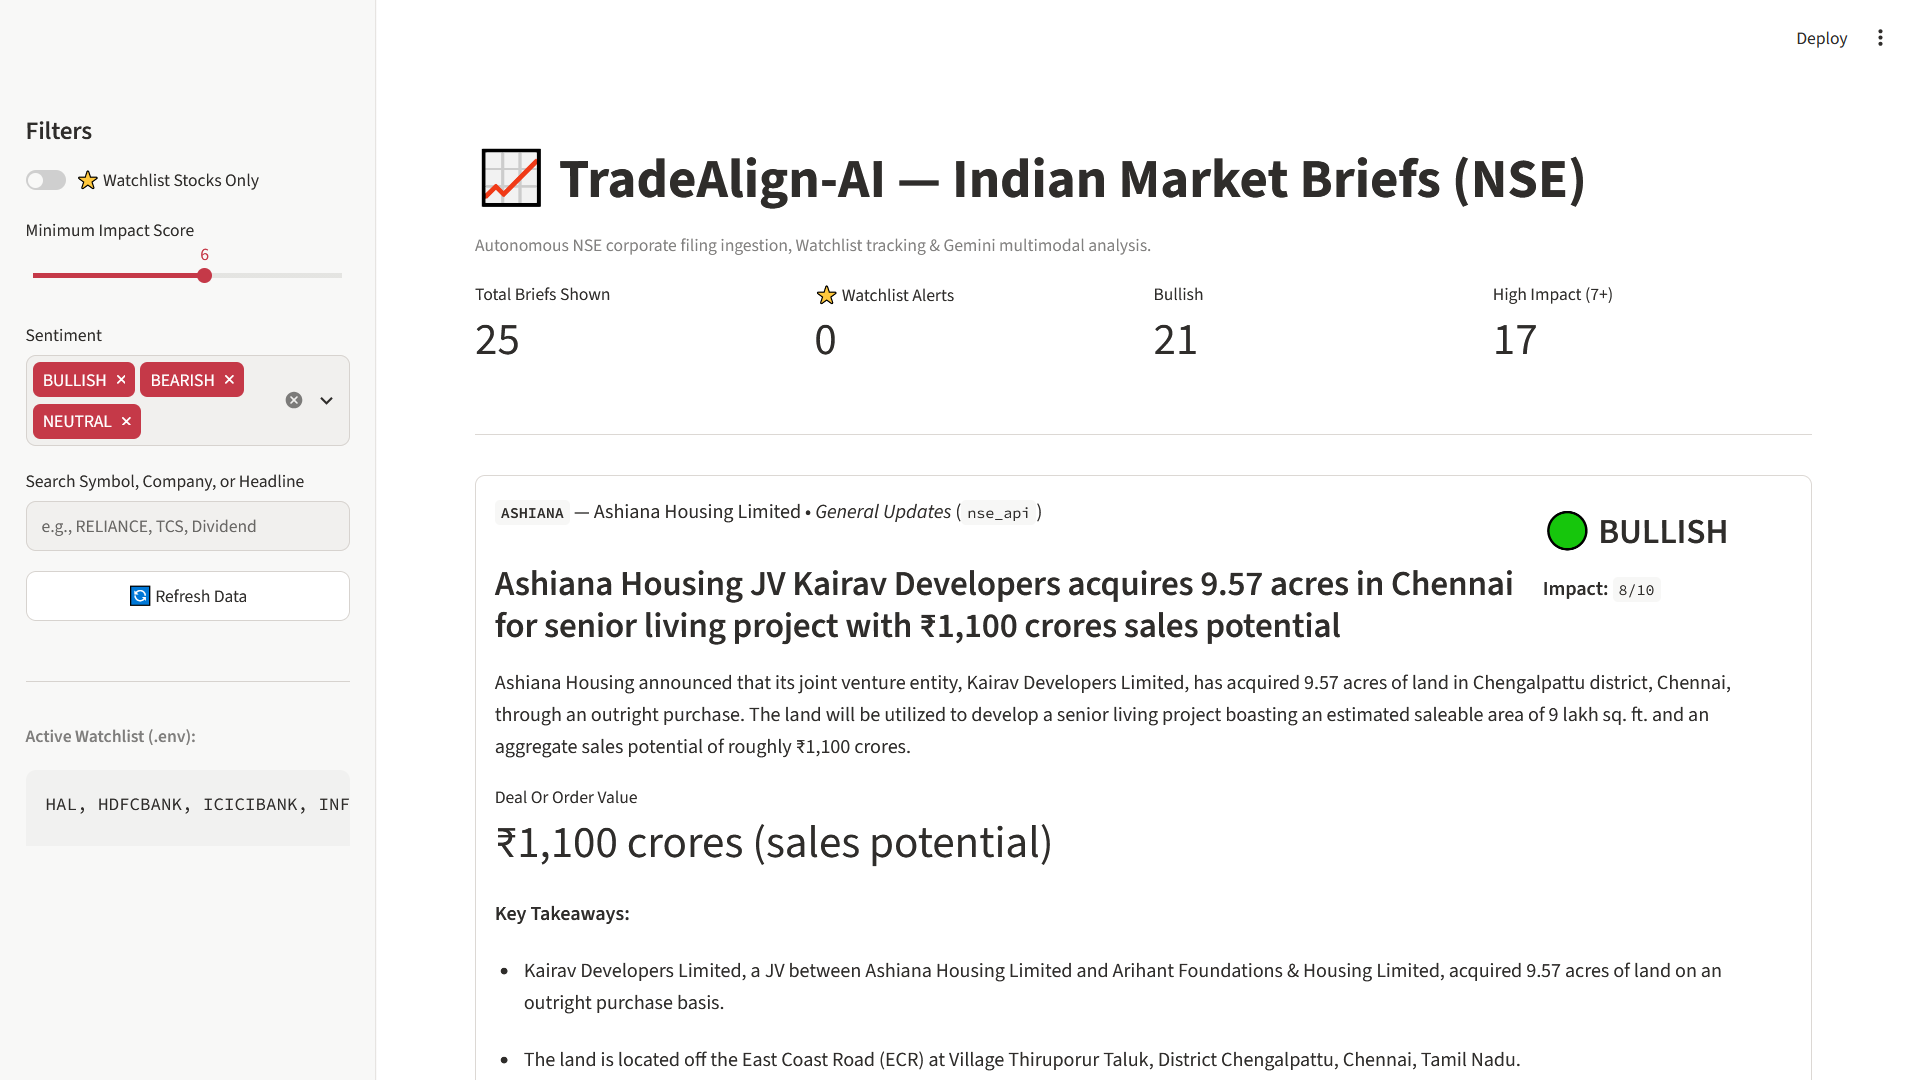 Deploy
Filters
Watchlist Stocks Only
Minimum Impact Score
6
Sentiment
BULLISH
BEARISH
NEUTRAL
Search Symbol, Company, or Headline
e.g., RELIANCE, TCS, Dividend
Refresh Data
Active Watchlist (.env):
HAL, HDFCBANK, ICICIBANK, INF
TradeAlign-AI — Indian Market Briefs (NSE)
Autonomous NSE corporate filing ingestion, Watchlist tracking & Gemini multimodal analysis.
Total Briefs Shown
25
Watchlist Alerts
0
Bullish
21
High Impact (7+)
17
ASHIANA — Ashiana Housing Limited • General Updates ( nse_api )
BULLISH
Impact: 8/10
Ashiana Housing JV Kairav Developers acquires 9.57 acres in Chennai
for senior living project with ₹1,100 crores sales potential
Ashiana Housing announced that its joint venture entity, Kairav Developers Limited, has acquired 9.57 acres of land in Chengalpattu district, Chennai,
through an outright purchase. The land will be utilized to develop a senior living project boasting an estimated saleable area of 9 lakh sq. ft. and an
aggregate sales potential of roughly ₹1,100 crores.
Deal Or Order Value
₹1,100 crores (sales potential)
Key Takeaways:
• Kairav Developers Limited, a JV between Ashiana Housing Limited and Arihant Foundations & Housing Limited, acquired 9.57 acres of land on an
outright purchase basis.
• The land is located off the East Coast Road (ECR) at Village Thiruporur Taluk, District Chengalpattu, Chennai, Tamil Nadu.